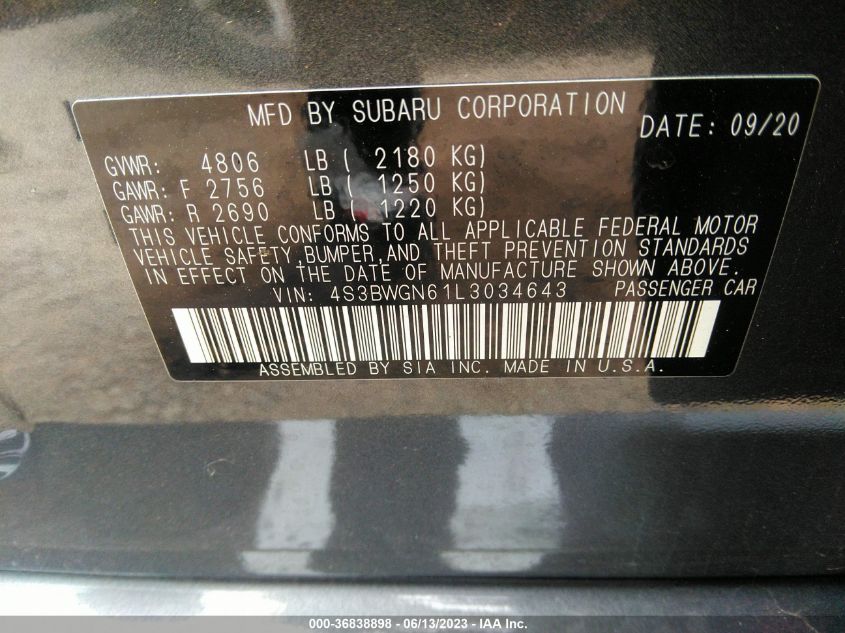 MFD BY SUBARU CORPORATION
DATE: 09/20
GVWR: 4806 LB ( 2180 KG)
GAWR: F 2756 LB ( 1250 KG)
GAWR: R 2690 LB ( 1220 KG)
THIS VEHICLE CONFORMS TO ALL APPLICABLE FEDERAL MOTOR
VEHICLE SAFETY,BUMPER,AND THEFT PREVENTION STANDARDS
IN EFFECT ON THE DATE OF MANUFACTURE SHOWN ABOVE.
VIN: 4S3BWGN61L3034643 PASSENGER CAR
ASSEMBLED BY SIA INC. MADE IN U.S.A.
000-36838898 - 06/13/2023 - IAA Inc.